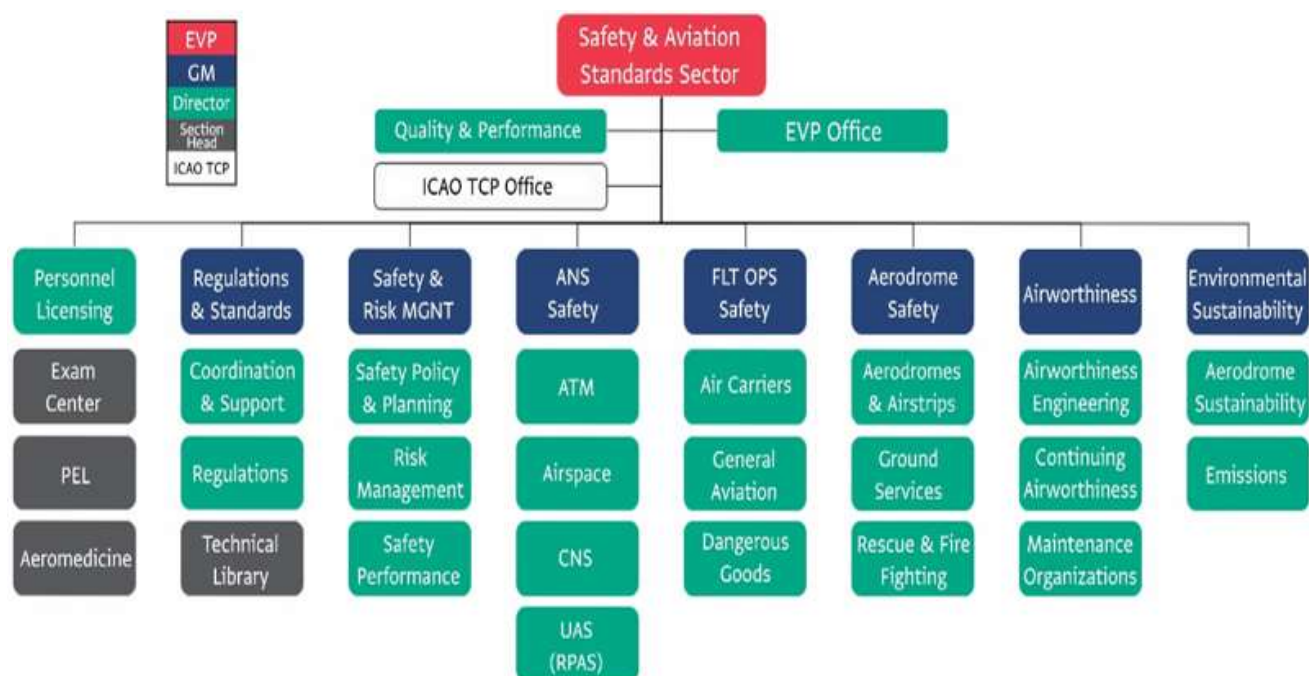 EVP
GM
Director
Section
Head
ICAO TCP
Safety & Aviation
Standards Sector
Quality & Performance
EVP Office
ICAO TCP Office
Personnel
Licensing
Regulations
& Standards
Safety &
Risk MGNT
ANS
Safety
FLT OPS
Safety
Aerodrome
Safety
Airworthiness
Environmental
Sustainability
Exam
Center
Coordination
& Support
Safety Policy
& Planning
ATM
Air Carriers
Aerodromes
& Airstrips
Airworthiness
Engineering
Aerodrome
Sustainability
PEL
Regulations
Risk
Management
Airspace
General
Aviation
Ground
Services
Continuing
Airworthiness
Emissions
Aeromedicine
Technical
Library
Safety
Performance
CNS
Dangerous
Goods
Rescue & Fire
Fighting
Maintenance
Organizations
UAS
(RPAS)